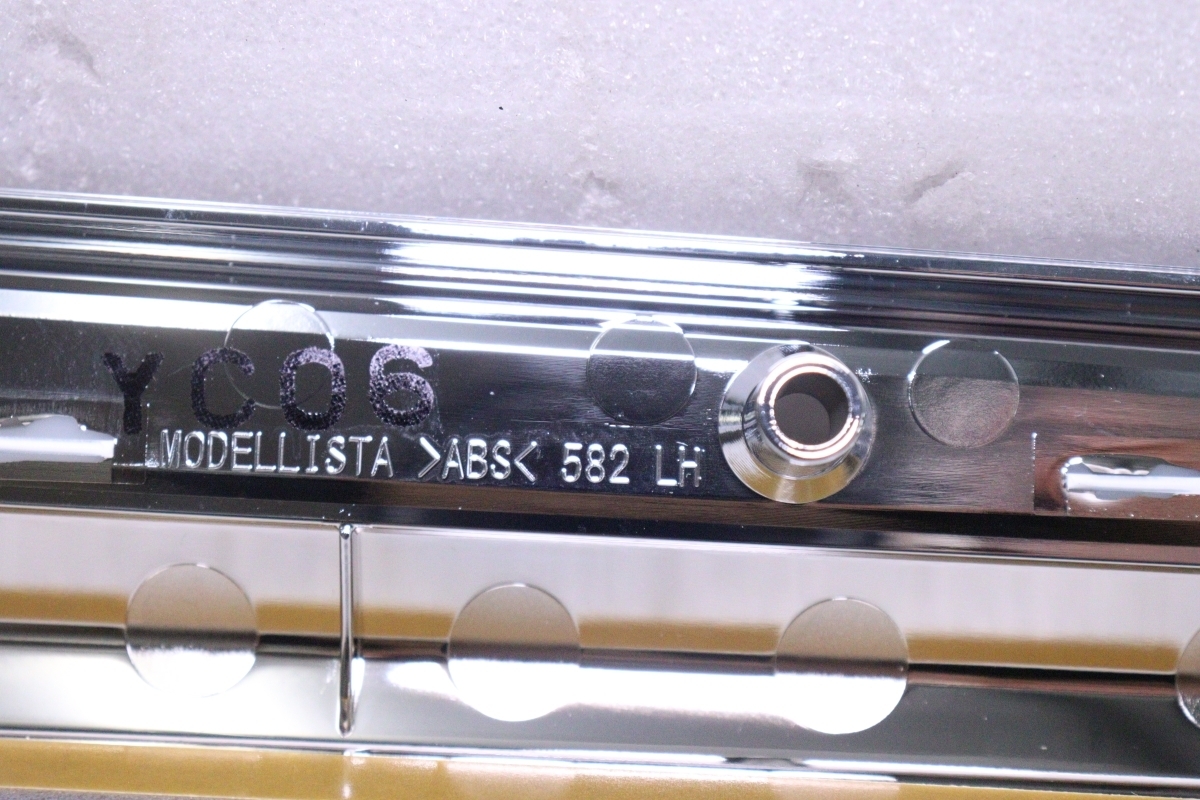 YC06
MODELLISTA >ABS< 582 LH